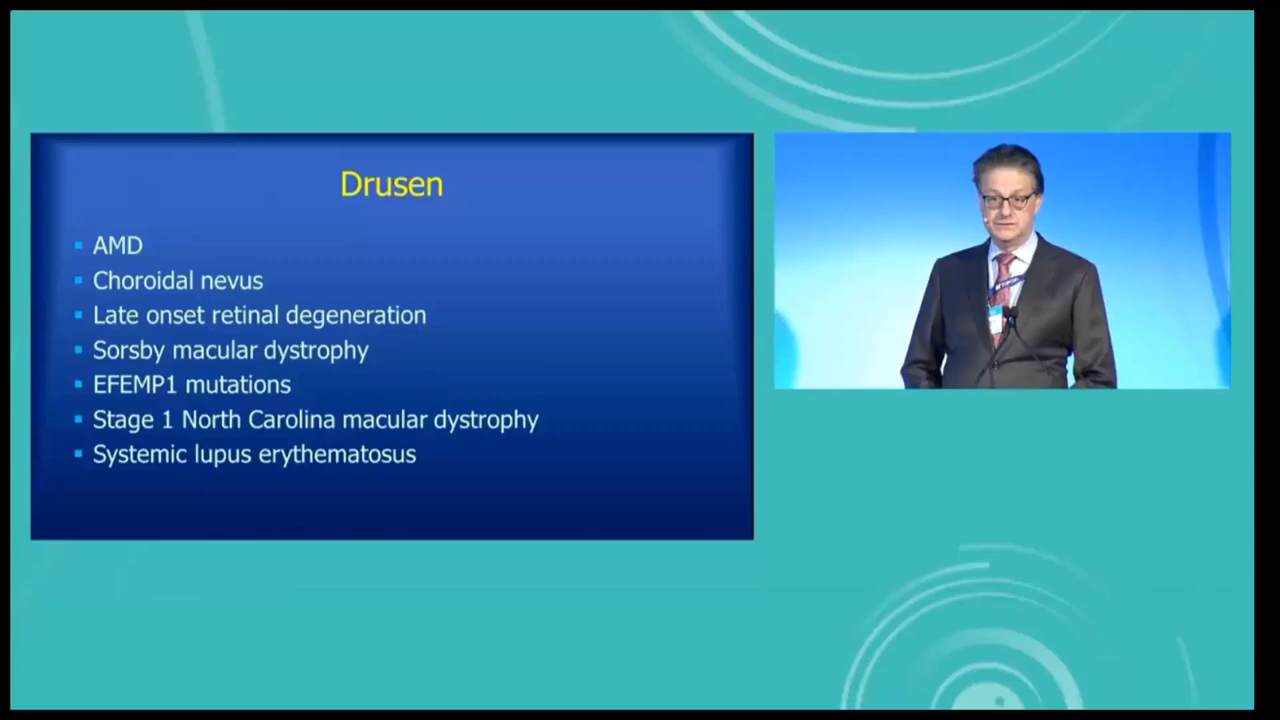 Drusen
AMD
Choroidal nevus
Late onset retinal degeneration
Sorsby macular dystrophy
EFEMP1 mutations
Stage 1 North Carolina macular dystrophy
Systemic lupus erythematosus